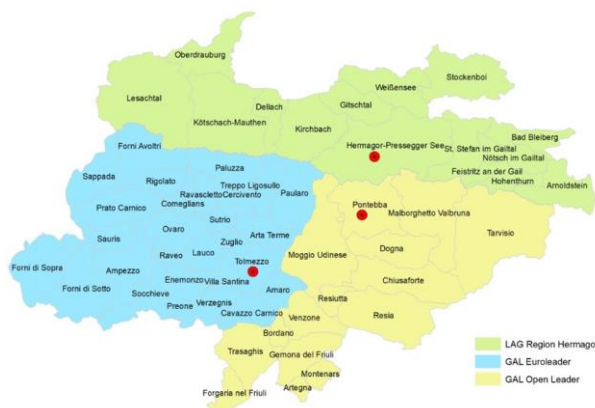 Oberdrauburg
Stockenboi
Weißensee
Lesachtal
Dellach
Gitschtal
Kötschach-Mauthen
Kirchbach
Bad Bleiberg
Hermagor-Pressegger See
St. Stefan im Gailtal
Nötsch im Gailtal
Feistritz an der Gail
Hohenthurn
Arnoldstein
Forni Avoltri
Paluzza
Sappada
Rigolato
Treppo Ligosullo
Ravascletto
Cercivento
Paularo
Comeglians
Prato Carnico
Pontebba
Malborghetto Valbruna
Sutrio
Ovaro
Arta Terme
Tarvisio
Sauris
Zuglio
Dogna
Lauco
Raveo
Tolmezzo
Moggio Udinese
Forni di Sopra
Ampezzo
Enemonzo
Villa Santina
Chiusaforte
Forni di Sotto
Socchieve
Amaro
Verzegnis
Preone
Resiutta
Cavazzo Carnico
Venzone
Resia
Bordano
Trasaghis
Gemona del Friuli
Montenars
Artegna
Forgaria nel Friuli
LAG Region Hermago
GAL Euroleader
GAL Open Leader